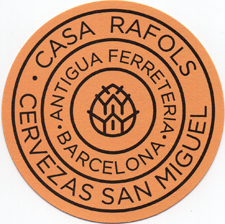 CASA RAFOLS
CERVEZAS SAN MIGUEL
ANTIGUA FERRETERIA
BARCELONA